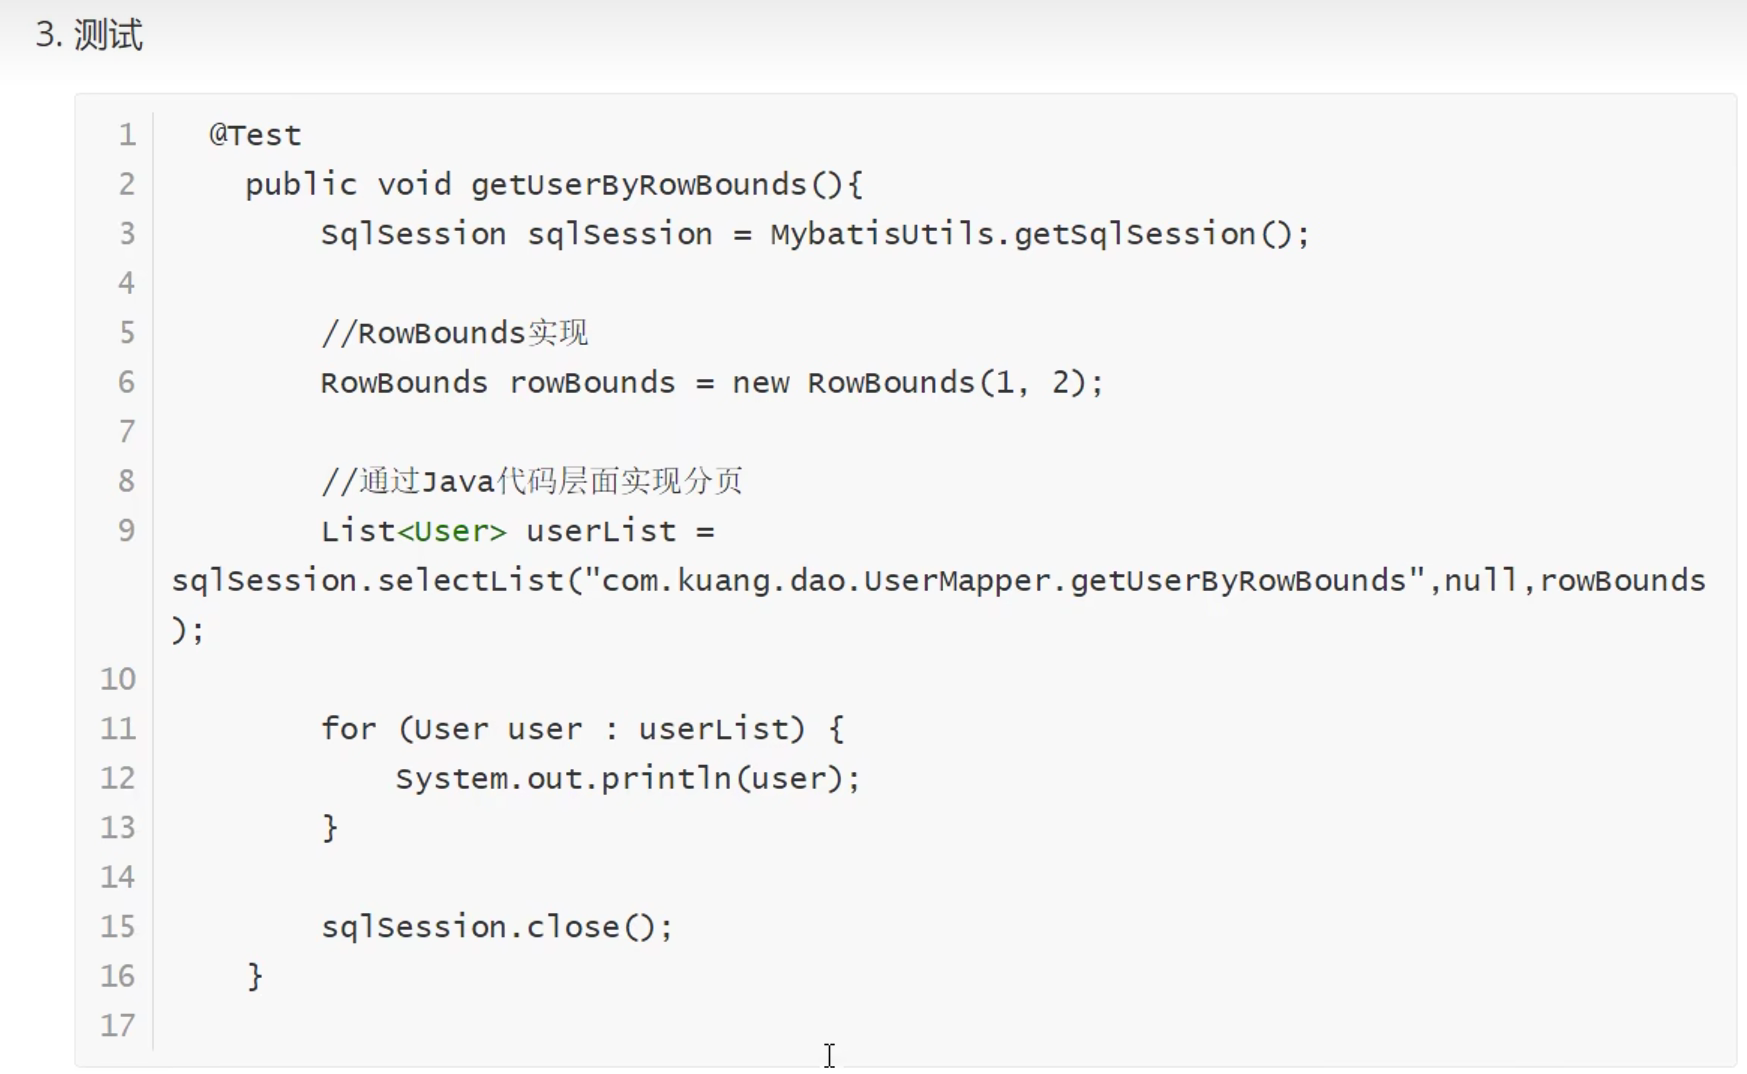 3. 测试
1 @Test
2 public void getUserByRowBounds(){
3 SqlSession sqlSession = MybatisUtils.getSqlSession();
4
5 //RowBounds实现
6 RowBounds rowBounds = new RowBounds(1, 2);
7
8 //通过Java代码层面实现分页
9 List<User> userList =
sqlSession.selectList("com.kuang.dao.UserMapper.getUserByRowBounds",null,rowBounds
);
10
11 for (User user : userList) {
12 System.out.println(user);
13 }
14
15 sqlSession.close();
16 }
17